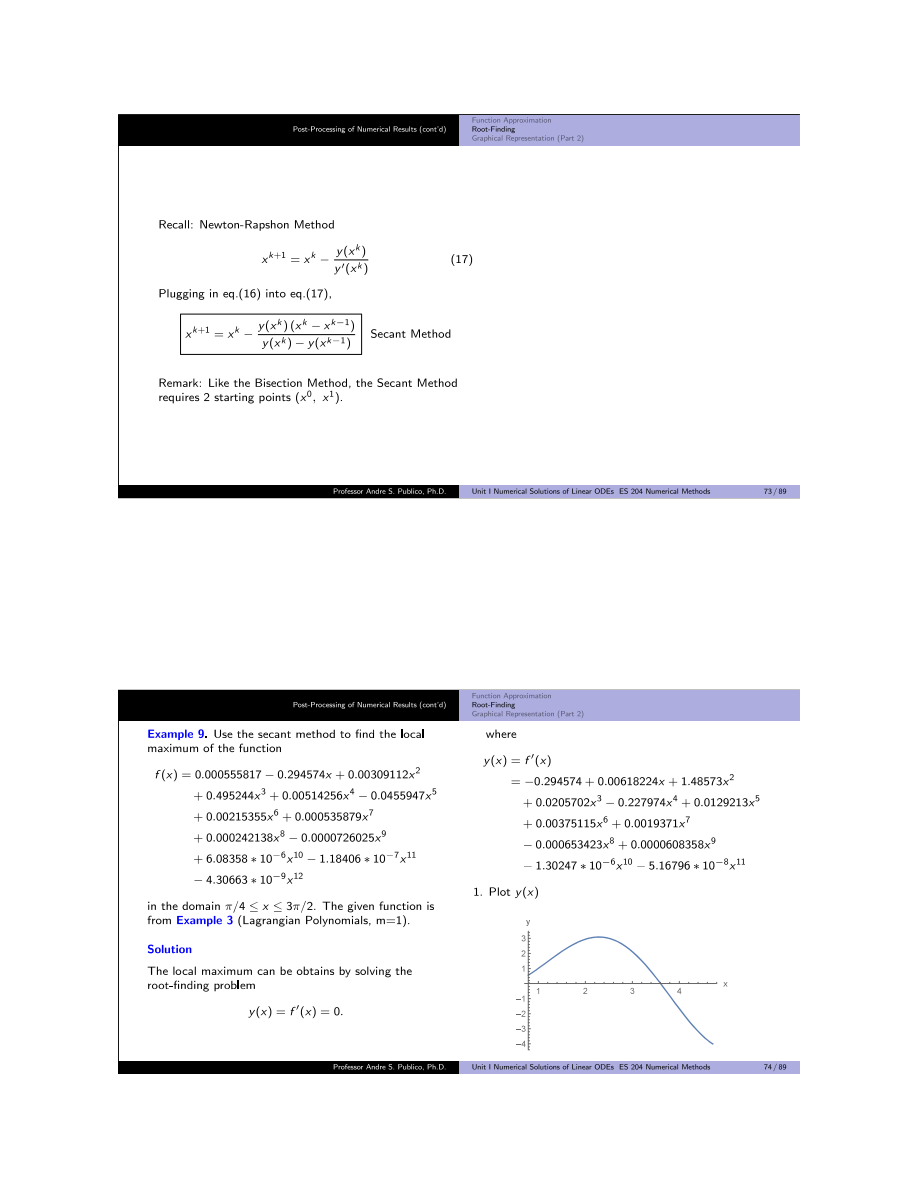 Post-Processing of Numerical Results (cont'd)
Function Approximation
Root-Finding
Graphical Representation (Part 2)
Recall: Newton-Rapshon Method
x^{k+1} = x^k − y(x^k) / y′(x^k) (17)
Plugging in eq.(16) into eq.(17),
x^{k+1} = x^k − y(x^k)(x^k − x^{k−1}) / y(x^k) − y(x^{k−1}) Secant Method
Remark: Like the Bisection Method, the Secant Method
requires 2 starting points (x^0, x^1).
Professor Andre S. Publico, Ph.D.
Unit I Numerical Solutions of Linear ODEs ES 204 Numerical Methods
73 / 89
Post-Processing of Numerical Results (cont'd)
Function Approximation
Root-Finding
Graphical Representation (Part 2)
Example 9. Use the secant method to find the local
maximum of the function
f(x) = 0.000555817 − 0.294574x + 0.00309112x^2
+ 0.495244x^3 + 0.00514256x^4 − 0.0455947x^5
+ 0.00215355x^6 + 0.000535879x^7
+ 0.000242138x^8 − 0.0000726025x^9
+ 6.08358 ∗ 10^{−6}x^{10} − 1.18406 ∗ 10^{−7}x^{11}
− 4.30663 ∗ 10^{−9}x^{12}
in the domain π/4 ≤ x ≤ 3π/2. The given function is
from Example 3 (Lagrangian Polynomials, m=1).
Solution
The local maximum can be obtains by solving the
root-finding problem
y(x) = f′(x) = 0.
where
y(x) = f′(x)
= −0.294574 + 0.00618224x + 1.48573x^2
+ 0.0205702x^3 − 0.227974x^4 + 0.0129213x^5
+ 0.00375115x^6 + 0.0019371x^7
− 0.000653423x^8 + 0.0000608358x^9
− 1.30247 ∗ 10^{−6}x^{10} − 5.16796 ∗ 10^{−8}x^{11}
1. Plot y(x)
y
3
2
1
1 2 3 4 x
−1
−2
−3
−4
Professor Andre S. Publico, Ph.D.
Unit I Numerical Solutions of Linear ODEs ES 204 Numerical Methods
74 / 89